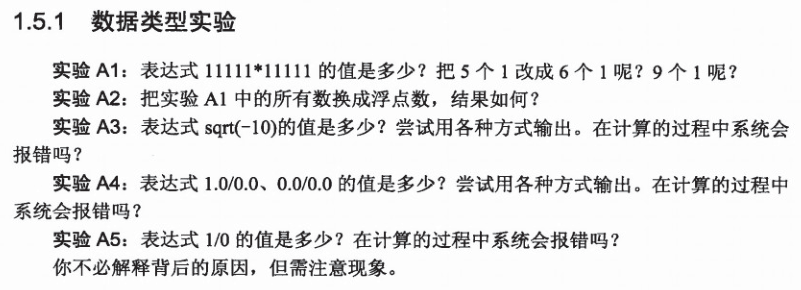 1.5.1 数据类型实验
实验 A1：表达式 11111*11111 的值是多少？把 5 个 1 改成 6 个 1 呢？9 个 1 呢？
实验 A2：把实验 A1 中的所有数换成浮点数，结果如何？
实验 A3：表达式 sqrt(-10)的值是多少？尝试用各种方式输出。在计算的过程中系统会
报错吗？
实验 A4：表达式 1.0/0.0、0.0/0.0 的值是多少？尝试用各种方式输出。在计算的过程中
系统会报错吗？
实验 A5：表达式 1/0 的值是多少？在计算的过程中系统会报错吗？
你不必解释背后的原因，但需注意现象。